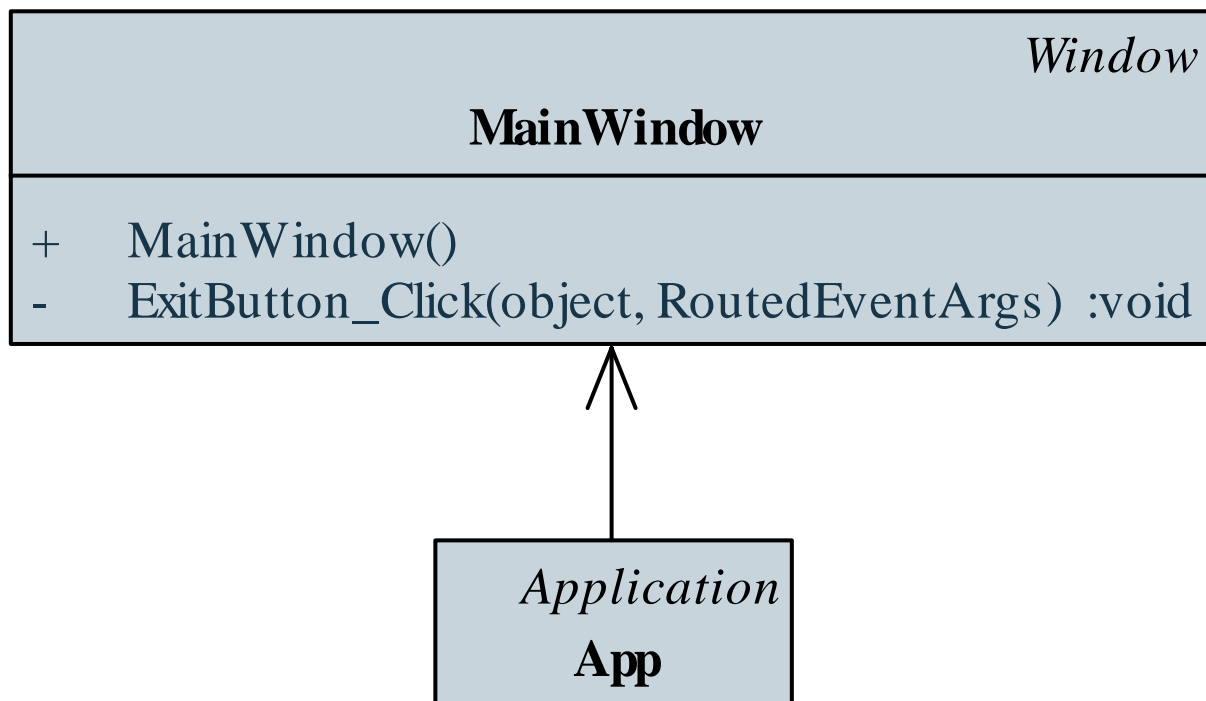 Window
MainWindow
+ MainWindow()
- ExitButton_Click(object, RoutedEventArgs) :void
Application
App